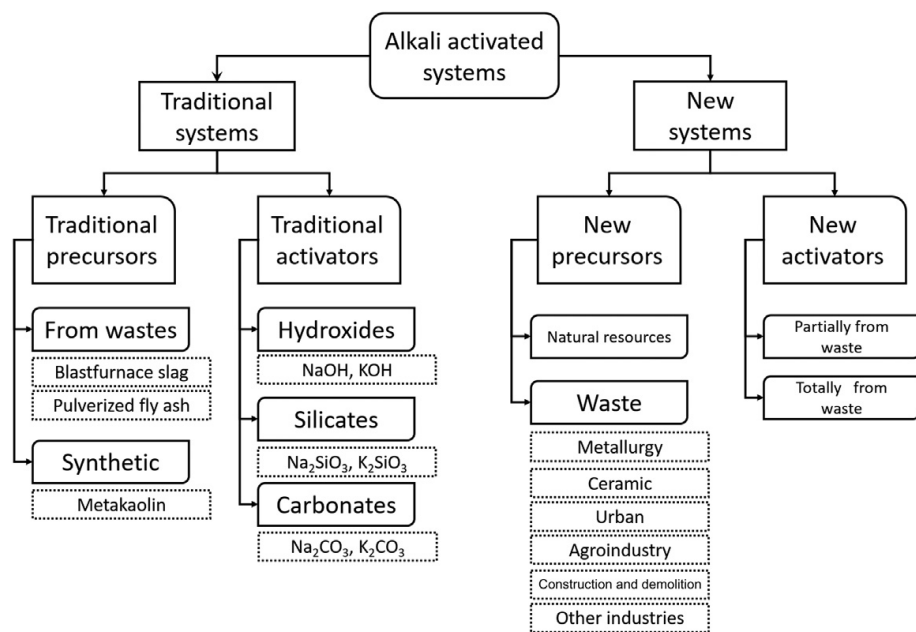 Alkali activated
systems
Traditional
systems
New
systems
Traditional
precursors
Traditional
activators
New
precursors
New
activators
From wastes
Blastfurnace slag
Pulverized fly ash
Synthetic
Metakaolin
Hydroxides
NaOH, KOH
Silicates
Na₂SiO₃, K₂SiO₃
Carbonates
Na₂CO₃, K₂CO₃
Natural resources
Waste
Metallurgy
Ceramic
Urban
Agroindustry
Construction and demolition
Other industries
Partially from
waste
Totally from
waste